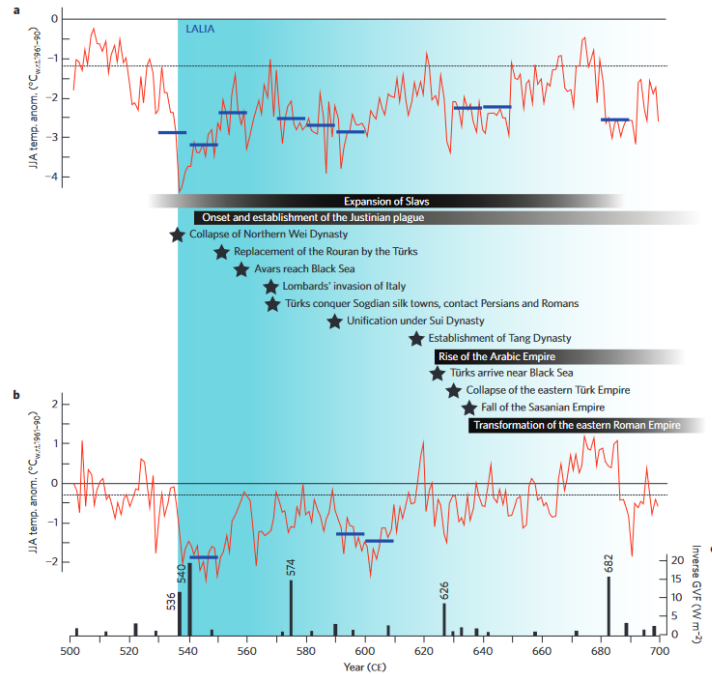 a
LALIA
0
−1
−2
−3
−4
JJA temp. anom. (°C w.r.t.'961–90)
Expansion of Slavs
Onset and establishment of the Justinian plague
Collapse of Northern Wei Dynasty
Replacement of the Rouran by the Türks
Avars reach Black Sea
Lombards' invasion of Italy
Türks conquer Sogdian silk towns, contact Persians and Romans
Unification under Sui Dynasty
Establishment of Tang Dynasty
Rise of the Arabic Empire
Türks arrive near Black Sea
Collapse of the eastern Türk Empire
Fall of the Sasanian Empire
Transformation of the eastern Roman Empire
b
2
1
0
−1
−2
JJA temp. anom. (°C w.r.t.'961–90)
c
536
540
574
626
682
20
15
10
5
0
Inverse GVF (W m−2)
500 520 540 560 580 600 620 640 660 680 700
Year (CE)